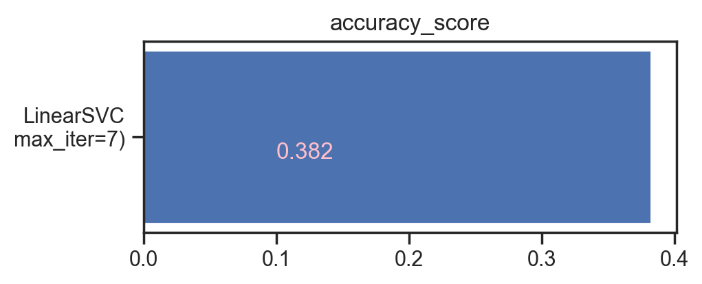 accuracy_score
LinearSVC
max_iter=7)
0.382
0.0 0.1 0.2 0.3 0.4